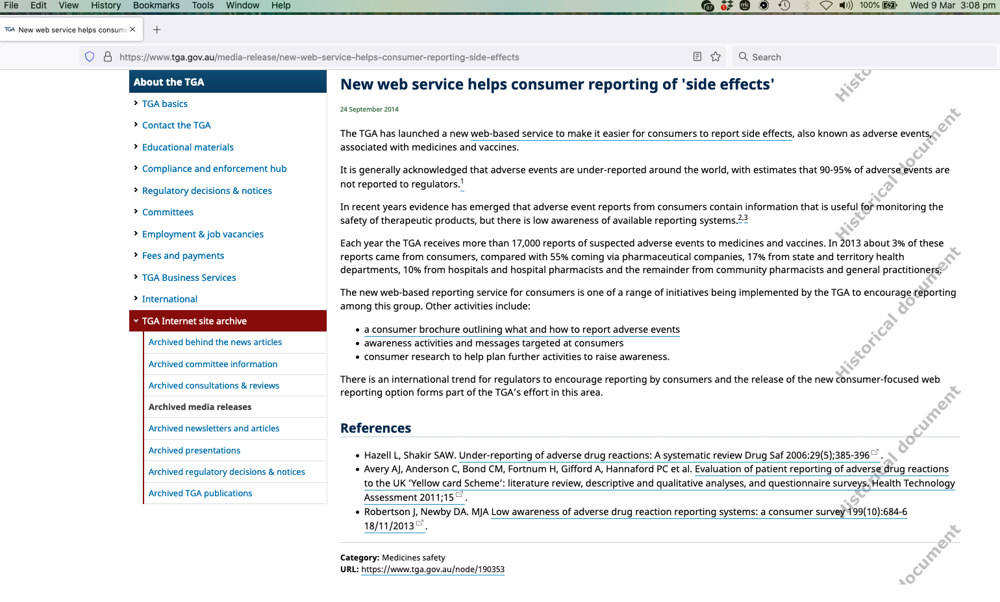 File Edit View History Bookmarks Tools Window Help 97 1 mk 100% Wed 9 Mar 3:08 pm
TGA New web service helps consume
https://www.tga.gov.au/media-release/new-web-service-helps-consumer-reporting-side-effects Search
About the TGA
TGA basics
Contact the TGA
Educational materials
Compliance and enforcement hub
Regulatory decisions & notices
Committees
Employment & job vacancies
Fees and payments
TGA Business Services
International
TGA Internet site archive
Archived behind the news articles
Archived committee information
Archived consultations & reviews
Archived media releases
Archived newsletters and articles
Archived presentations
Archived regulatory decisions & notices
Archived TGA publications
New web service helps consumer reporting of 'side effects'
24 September 2014
The TGA has launched a new web-based service to make it easier for consumers to report side effects, also known as adverse events,
associated with medicines and vaccines.
It is generally acknowledged that adverse events are under-reported around the world, with estimates that 90-95% of adverse events are
not reported to regulators.1
In recent years evidence has emerged that adverse event reports from consumers contain information that is useful for monitoring the
safety of therapeutic products, but there is low awareness of available reporting systems.2,3
Each year the TGA receives more than 17,000 reports of suspected adverse events to medicines and vaccines. In 2013 about 3% of these
reports came from consumers, compared with 55% coming via pharmaceutical companies, 17% from state and territory health
departments, 10% from hospitals and hospital pharmacists and the remainder from community pharmacists and general practitioners.
The new web-based reporting service for consumers is one of a range of initiatives being implemented by the TGA to encourage reporting
among this group. Other activities include:
• a consumer brochure outlining what and how to report adverse events
• awareness activities and messages targeted at consumers
• consumer research to help plan further activities to raise awareness.
There is an international trend for regulators to encourage reporting by consumers and the release of the new consumer-focused web
reporting option forms part of the TGA's effort in this area.
References
• Hazell L, Shakir SAW. Under-reporting of adverse drug reactions: A systematic review Drug Saf 2006:29(5);385-396 .
• Avery AJ, Anderson C, Bond CM, Fortnum H, Gifford A, Hannaford PC et al. Evaluation of patient reporting of adverse drug reactions
to the UK ‘Yellow card Scheme’: literature review, descriptive and qualitative analyses, and questionnaire surveys. Health Technology
Assessment 2011;15 .
• Robertson J, Newby DA. MJA Low awareness of adverse drug reaction reporting systems: a consumer survey 199(10):684-6
18/11/2013 .
Category: Medicines safety
URL: https://www.tga.gov.au/node/190353
Histo
Historical document
Historical document
Historical document
document